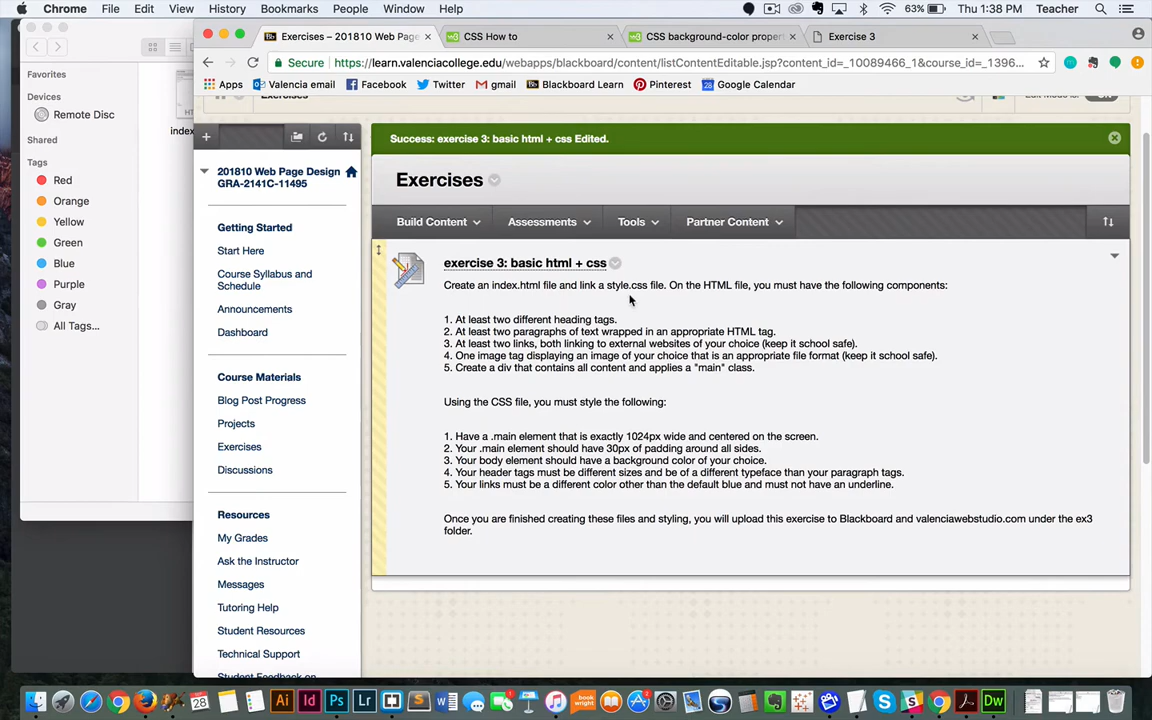 Chrome File Edit View History Bookmarks People Window Help 63% Thu 1:38 PM Teacher
Exercises – 201810 Web Page CSS How to CSS background-color proper Exercise 3
Secure https://learn.valenciacollege.edu/webapps/blackboard/content/listContentEditable.jsp?content_id=_10089466_1&course_id=_1396...
Apps Valencia email Facebook Twitter gmail Blackboard Learn Pinterest Google Calendar
Favorites
Devices
Remote Disc
Shared
Tags
Red
Orange
Yellow
Green
Blue
Purple
Gray
All Tags...
index
201810 Web Page Design
GRA-2141C-11495
Getting Started
Start Here
Course Syllabus and
Schedule
Announcements
Dashboard
Course Materials
Blog Post Progress
Projects
Exercises
Discussions
Resources
My Grades
Ask the Instructor
Messages
Tutoring Help
Student Resources
Technical Support
Student Feedback on
Success: exercise 3: basic html + css Edited.
Exercises
Build Content Assessments Tools Partner Content
exercise 3: basic html + css
Create an index.html file and link a style.css file. On the HTML file, you must have the following components:
1. At least two different heading tags.
2. At least two paragraphs of text wrapped in an appropriate HTML tag.
3. At least two links, both linking to external websites of your choice (keep it school safe).
4. One image tag displaying an image of your choice that is an appropriate file format (keep it school safe).
5. Create a div that contains all content and applies a "main" class.
Using the CSS file, you must style the following:
1. Have a .main element that is exactly 1024px wide and centered on the screen.
2. Your .main element should have 30px of padding around all sides.
3. Your body element should have a background color of your choice.
4. Your header tags must be different sizes and be of a different typeface than your paragraph tags.
5. Your links must be a different color other than the default blue and must not have an underline.
Once you are finished creating these files and styling, you will upload this exercise to Blackboard and valenciawebstudio.com under the ex3
folder.
28 Ai Id Ps Lr Dw